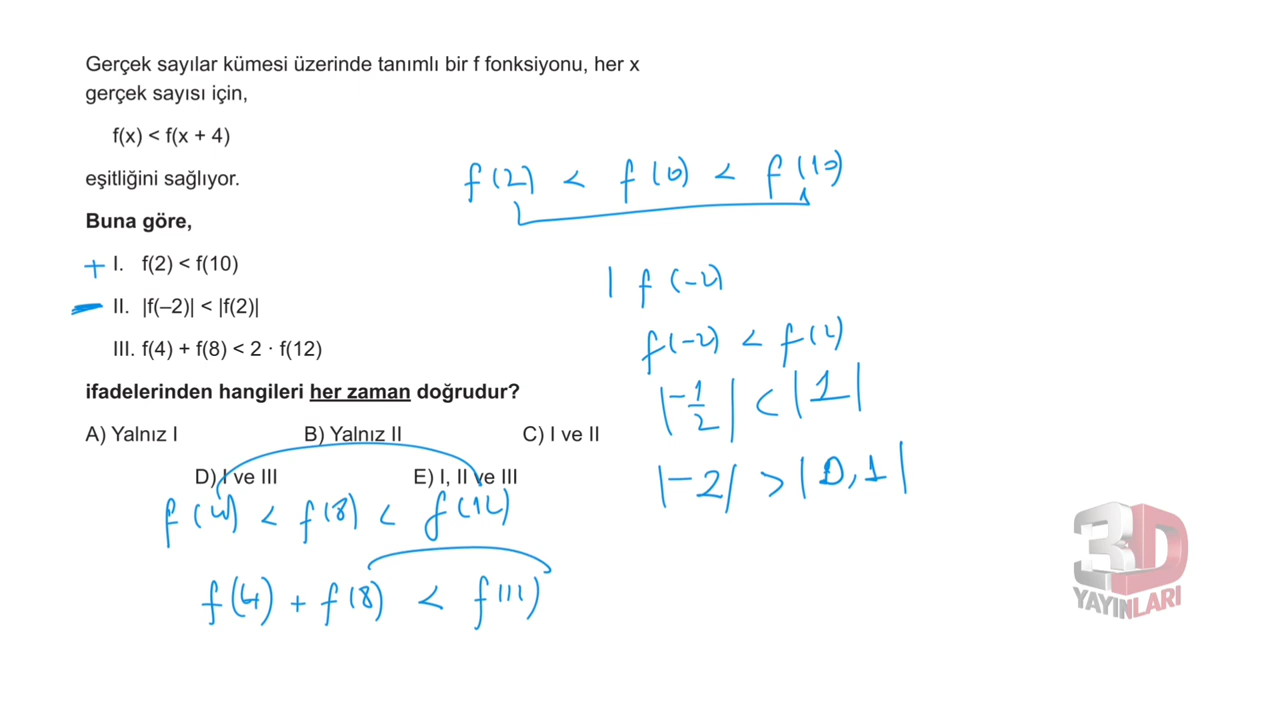 Gerçek sayılar kümesi üzerinde tanımlı bir f fonksiyonu, her x
gerçek sayısı için,
f(x) < f(x + 4)
eşitliğini sağlıyor.
Buna göre,
+ I. f(2) < f(10)
– II. |f(–2)| < |f(2)|
III. f(4) + f(8) < 2 · f(12)
ifadelerinden hangileri her zaman doğrudur?
A) Yalnız I B) Yalnız II C) I ve II
D) I ve III E) I, II ve III
f(4) < f(8) < f(12)
f(4) + f(8) < f(1
f(2) < f(6) < f(10)
| f(-2)
f(-2) < f(2)
|-1/2| < |1|
|-2| > |0,1|
3D
YAYINLARI